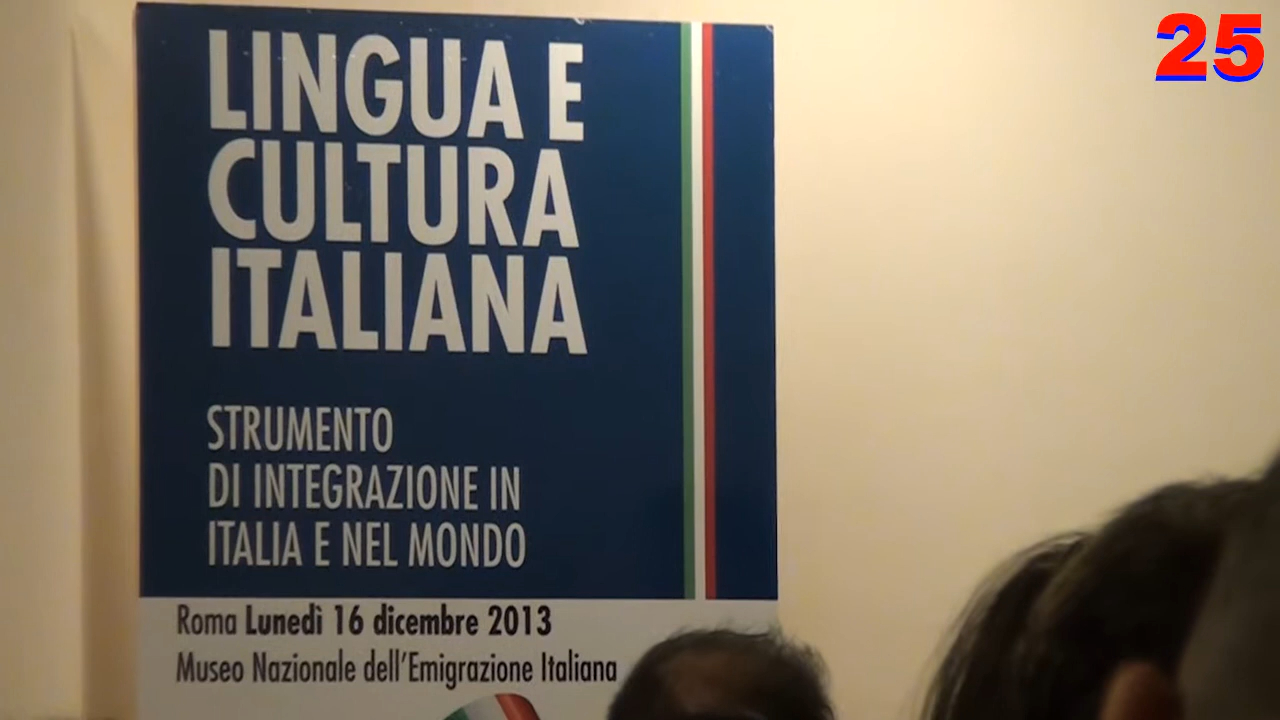 25
LINGUA E
CULTURA
ITALIANA
STRUMENTO
DI INTEGRAZIONE IN
ITALIA E NEL MONDO
Roma Lunedì 16 dicembre 2013
Museo Nazionale dell'Emigrazione Italiana